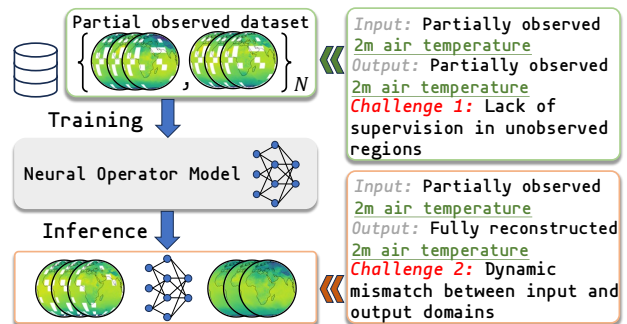 Partial observed dataset
{ , } N
Training
Neural Operator Model
Inference
Input: Partially observed
2m air temperature
Output: Partially observed
2m air temperature
Challenge 1: Lack of
supervision in unobserved
regions
Input: Partially observed
2m air temperature
Output: Fully reconstructed
2m air temperature
Challenge 2: Dynamic
mismatch between input and
output domains